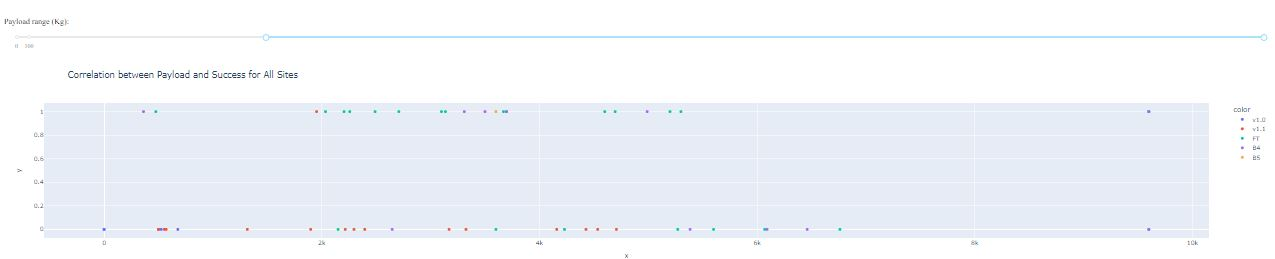 Payload range (Kg):
0 100
Correlation between Payload and Success for All Sites
color
v1.0
v1.1
FT
B4
B5
1
0.8
0.6
0.4
0.2
0
y
0 2k 4k 6k 8k 10k
x